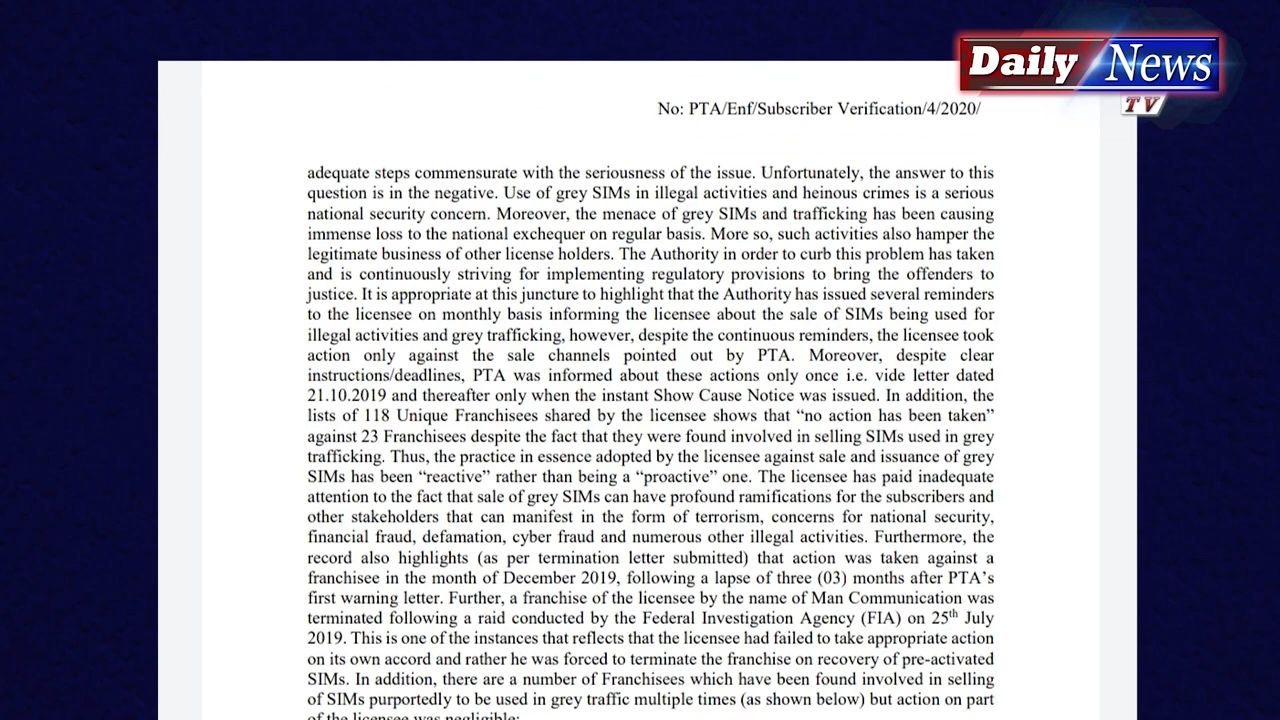 Daily News
TV
No: PTA/Enf/Subscriber Verification/4/2020/
adequate steps commensurate with the seriousness of the issue. Unfortunately, the answer to this
question is in the negative. Use of grey SIMs in illegal activities and heinous crimes is a serious
national security concern. Moreover, the menace of grey SIMs and trafficking has been causing
immense loss to the national exchequer on regular basis. More so, such activities also hamper the
legitimate business of other license holders. The Authority in order to curb this problem has taken
and is continuously striving for implementing regulatory provisions to bring the offenders to
justice. It is appropriate at this juncture to highlight that the Authority has issued several reminders
to the licensee on monthly basis informing the licensee about the sale of SIMs being used for
illegal activities and grey trafficking, however, despite the continuous reminders, the licensee took
action only against the sale channels pointed out by PTA. Moreover, despite clear
instructions/deadlines, PTA was informed about these actions only once i.e. vide letter dated
21.10.2019 and thereafter only when the instant Show Cause Notice was issued. In addition, the
lists of 118 Unique Franchisees shared by the licensee shows that “no action has been taken”
against 23 Franchisees despite the fact that they were found involved in selling SIMs used in grey
trafficking. Thus, the practice in essence adopted by the licensee against sale and issuance of grey
SIMs has been “reactive” rather than being a “proactive” one. The licensee has paid inadequate
attention to the fact that sale of grey SIMs can have profound ramifications for the subscribers and
other stakeholders that can manifest in the form of terrorism, concerns for national security,
financial fraud, defamation, cyber fraud and numerous other illegal activities. Furthermore, the
record also highlights (as per termination letter submitted) that action was taken against a
franchisee in the month of December 2019, following a lapse of three (03) months after PTA’s
first warning letter. Further, a franchise of the licensee by the name of Man Communication was
terminated following a raid conducted by the Federal Investigation Agency (FIA) on 25th July
2019. This is one of the instances that reflects that the licensee had failed to take appropriate action
on its own accord and rather he was forced to terminate the franchise on recovery of pre-activated
SIMs. In addition, there are a number of Franchisees which have been found involved in selling
of SIMs purportedly to be used in grey traffic multiple times (as shown below) but action on part
of the licensee was negligible: